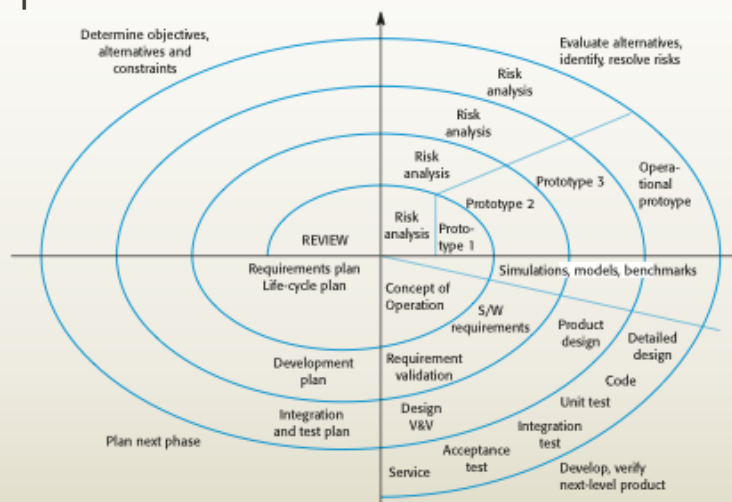 Determine objectives,
alternatives and
constraints
Evaluate alternatives,
identify, resolve risks
Risk
analysis
Risk
analysis
Risk
analysis
Risk
analysis
REVIEW
Proto-
type 1
Prototype 2
Prototype 3
Opera-
tional
protoype
Requirements plan
Life-cycle plan
Simulations, models, benchmarks
Concept of
Operation
S/W
requirements
Product
design
Detailed
design
Development
plan
Requirement
validation
Code
Unit test
Integration
and test plan
Design
V&V
Integration
test
Plan next phase
Acceptance
test
Service
Develop, verify
next-level product